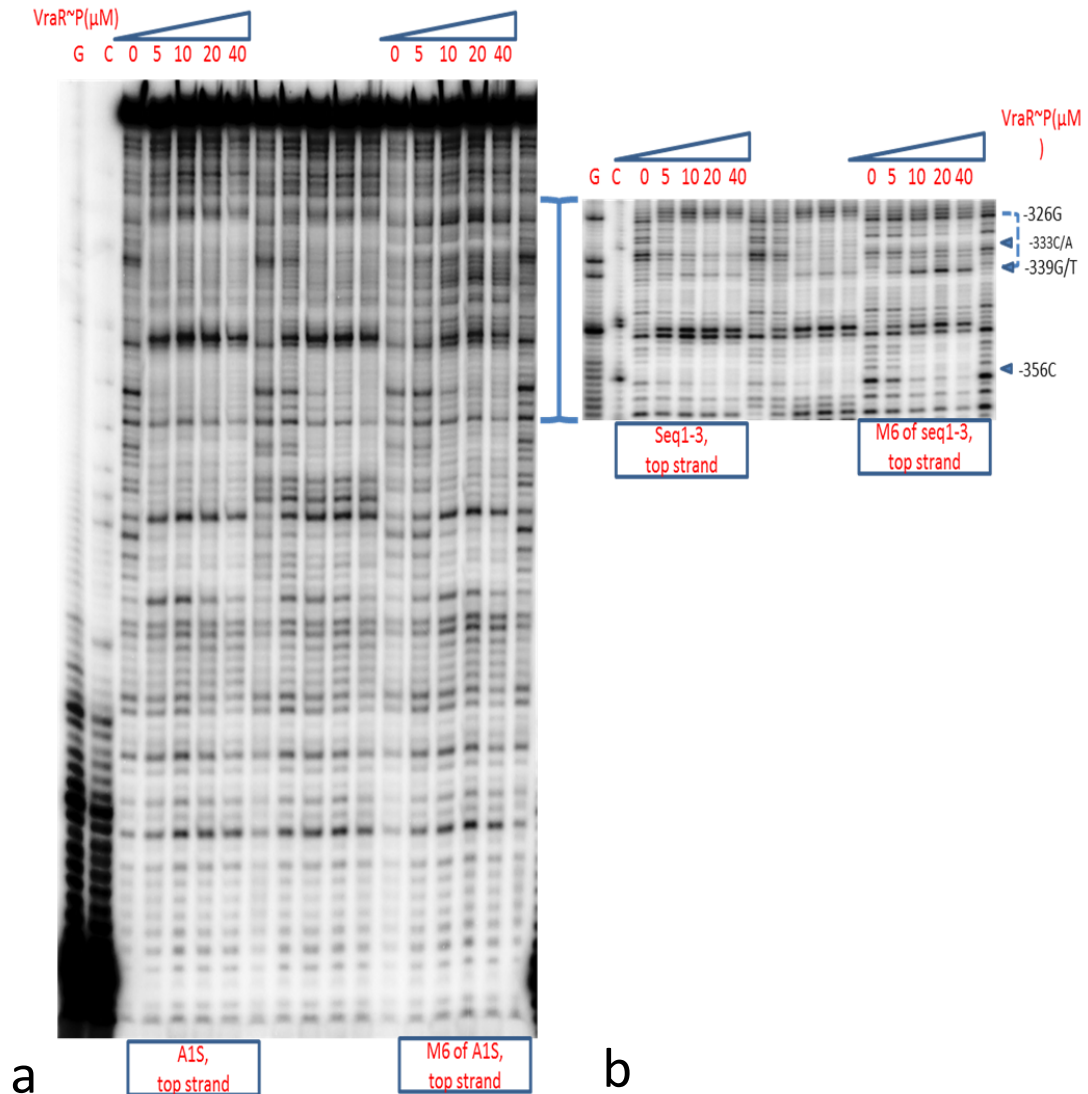 VraR~P(µM)
G C 0 5 10 20 40
0 5 10 20 40
VraR~P(µM
)
G C 0 5 10 20 40
0 5 10 20 40
-326G
-333C/A
-339G/T
-356C
Seq1-3,
top strand
M6 of seq1-3,
top strand
A1S,
top strand
M6 of A1S,
top strand
a
b